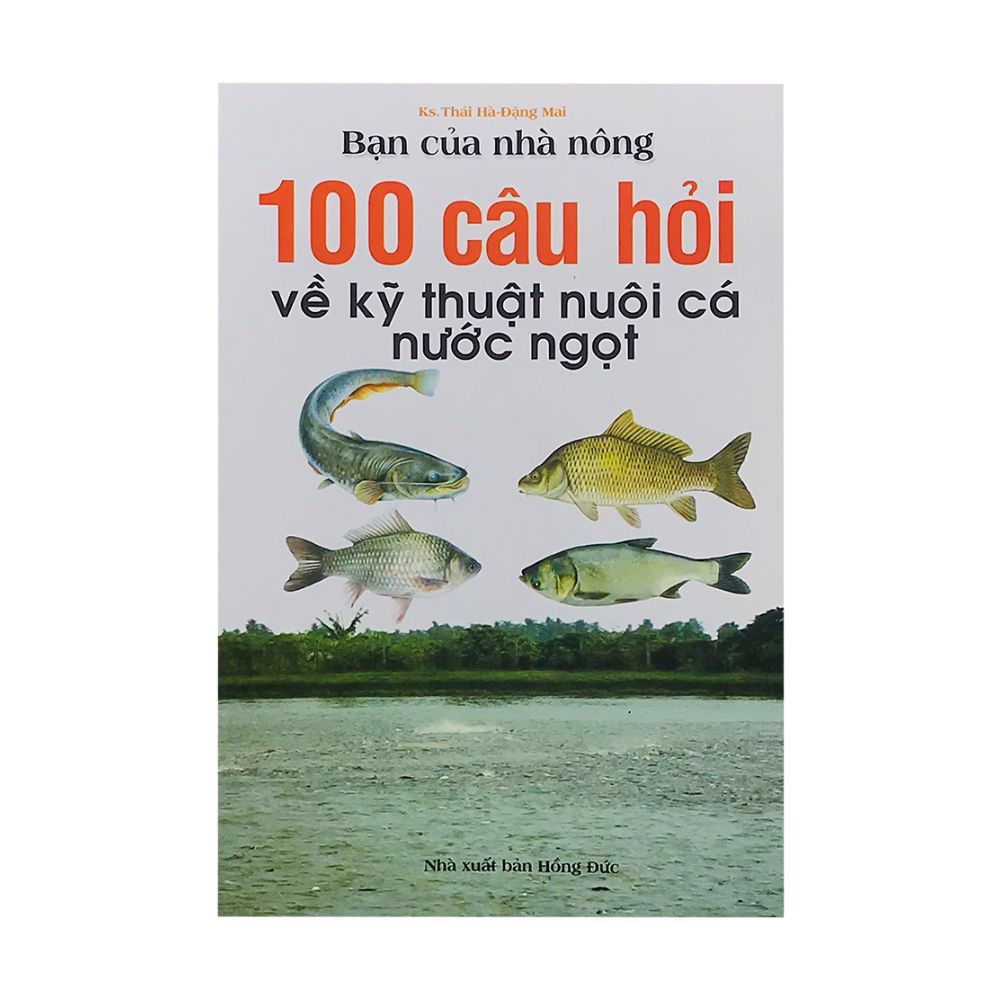 Ks. Thái Hà-Đặng Mai
Bạn của nhà nông
100 câu hỏi
về kỹ thuật nuôi cá
nước ngọt
Nhà xuất bản Hồng Đức